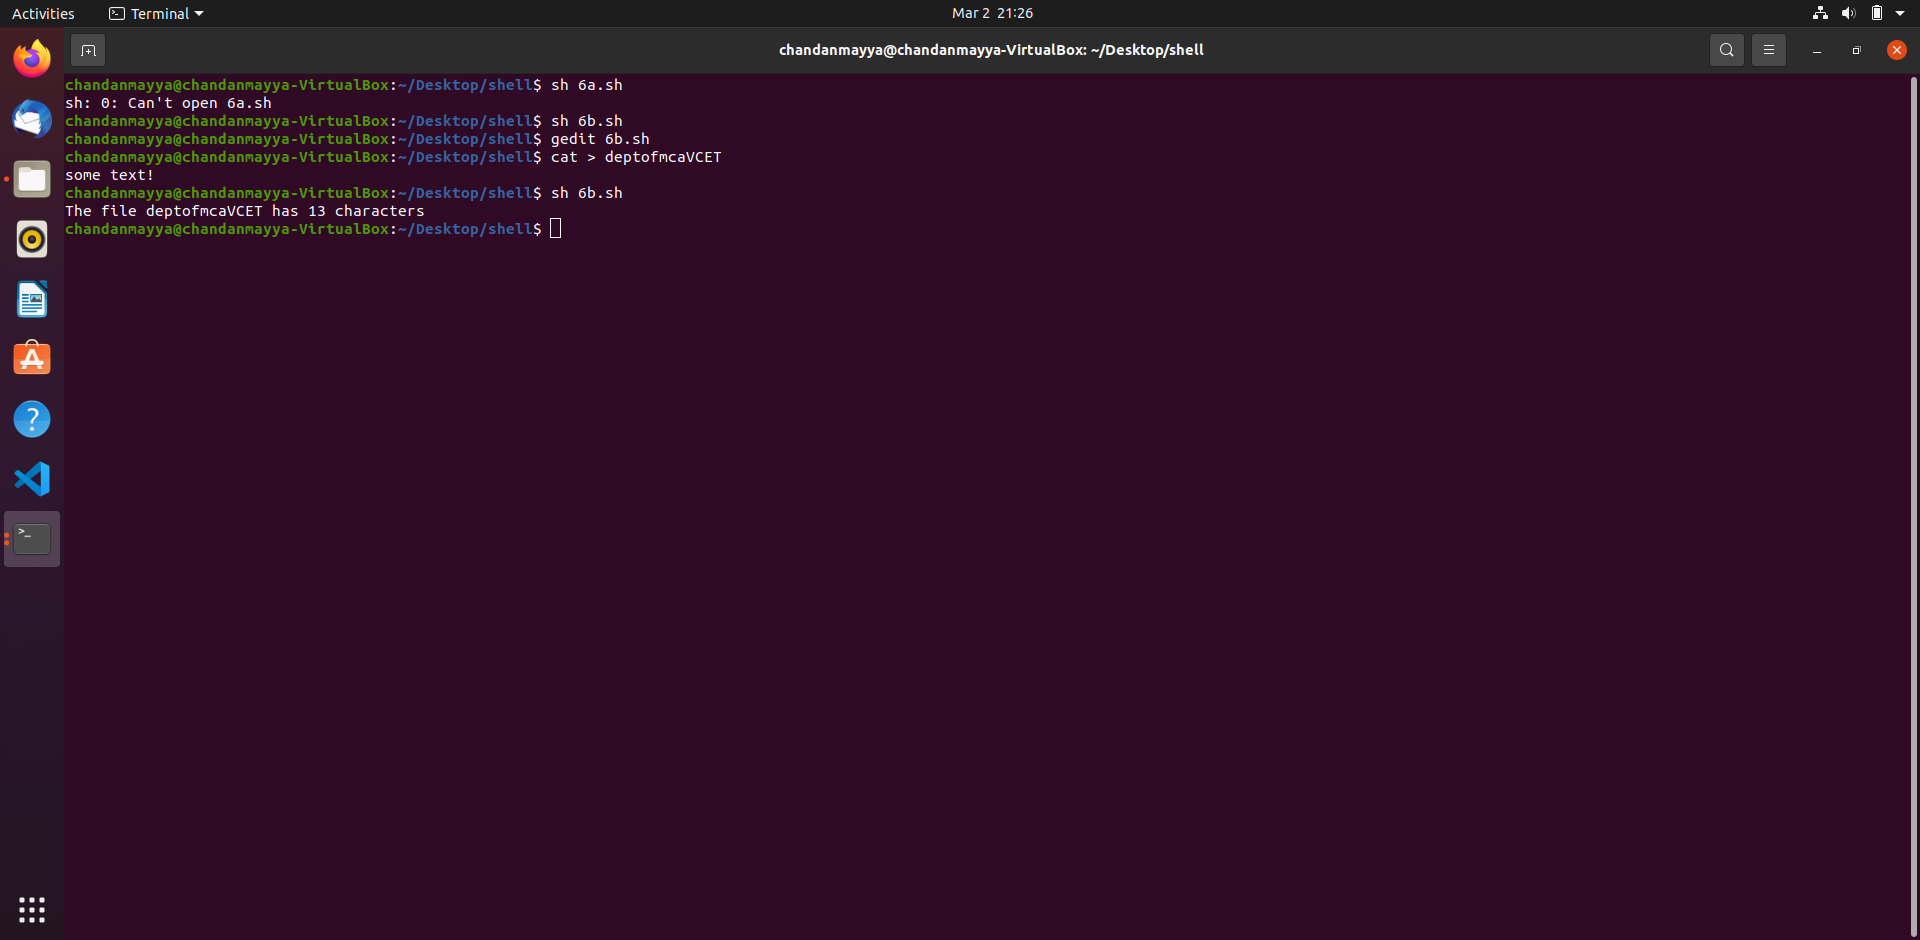 Activities
Terminal
Mar 2 21:26
chandanmayya@chandanmayya-VirtualBox: ~/Desktop/shell
chandanmayya@chandanmayya-VirtualBox:~/Desktop/shell$ sh 6a.sh
sh: 0: Can't open 6a.sh
chandanmayya@chandanmayya-VirtualBox:~/Desktop/shell$ sh 6b.sh
chandanmayya@chandanmayya-VirtualBox:~/Desktop/shell$ gedit 6b.sh
chandanmayya@chandanmayya-VirtualBox:~/Desktop/shell$ cat > deptofmcaVCET
some text!
chandanmayya@chandanmayya-VirtualBox:~/Desktop/shell$ sh 6b.sh
The file deptofmcaVCET has 13 characters
chandanmayya@chandanmayya-VirtualBox:~/Desktop/shell$